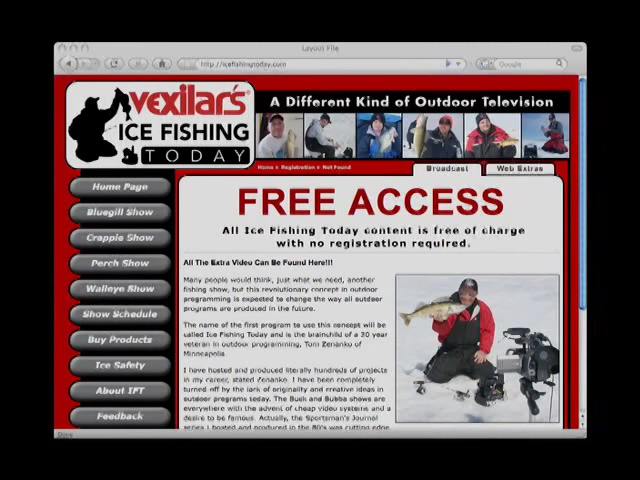 Layout File
http://icefishingtoday.com
Google
VEXILAR'S®
ICE FISHING
TODAY
A Different Kind of Outdoor Television
Home » Registration » Not Found
Broadcast
Web Extras
Home Page
Bluegill Show
Crappie Show
Perch Show
Walleye Show
Show Schedule
Buy Products
Ice Safety
About IFT
Feedback
FREE ACCESS
All Ice Fishing Today content is free of charge
with no registration required.
All The Extra Video Can Be Found Here!!!
Many people would think, just what we need, another
fishing show, but this revolutionary concept in outdoor
programming is expected to change the way all outdoor
programs are produced in the future.
The name of the first program to use this concept will be
called Ice Fishing Today and is the brainchild of a 30 year
veteran in outdoor programming, Tom Zenanko of
Minneapolis.
I have hosted and produced literally hundreds of projects
in my career, stated Zenanko. I have been completely
turned off by the lack of originality and creative ideas in
outdoor programs today. The Buck and Bubba shows are
everywhere with the advent of cheap video systems and a
desire to be famous. Actually, the Sportsman's Journal
series I hosted and produced in the 80's was cutting edge
Done